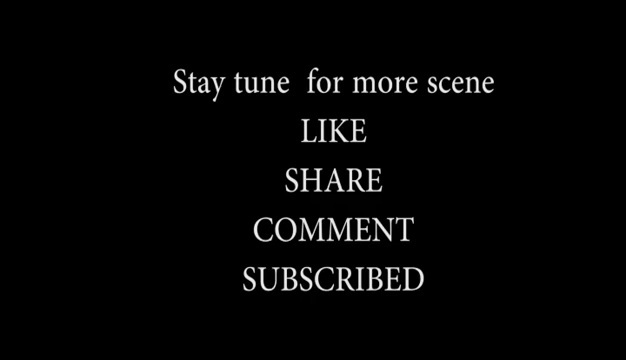 Stay tune  for more scene
LIKE
SHARE
COMMENT
SUBSCRIBED